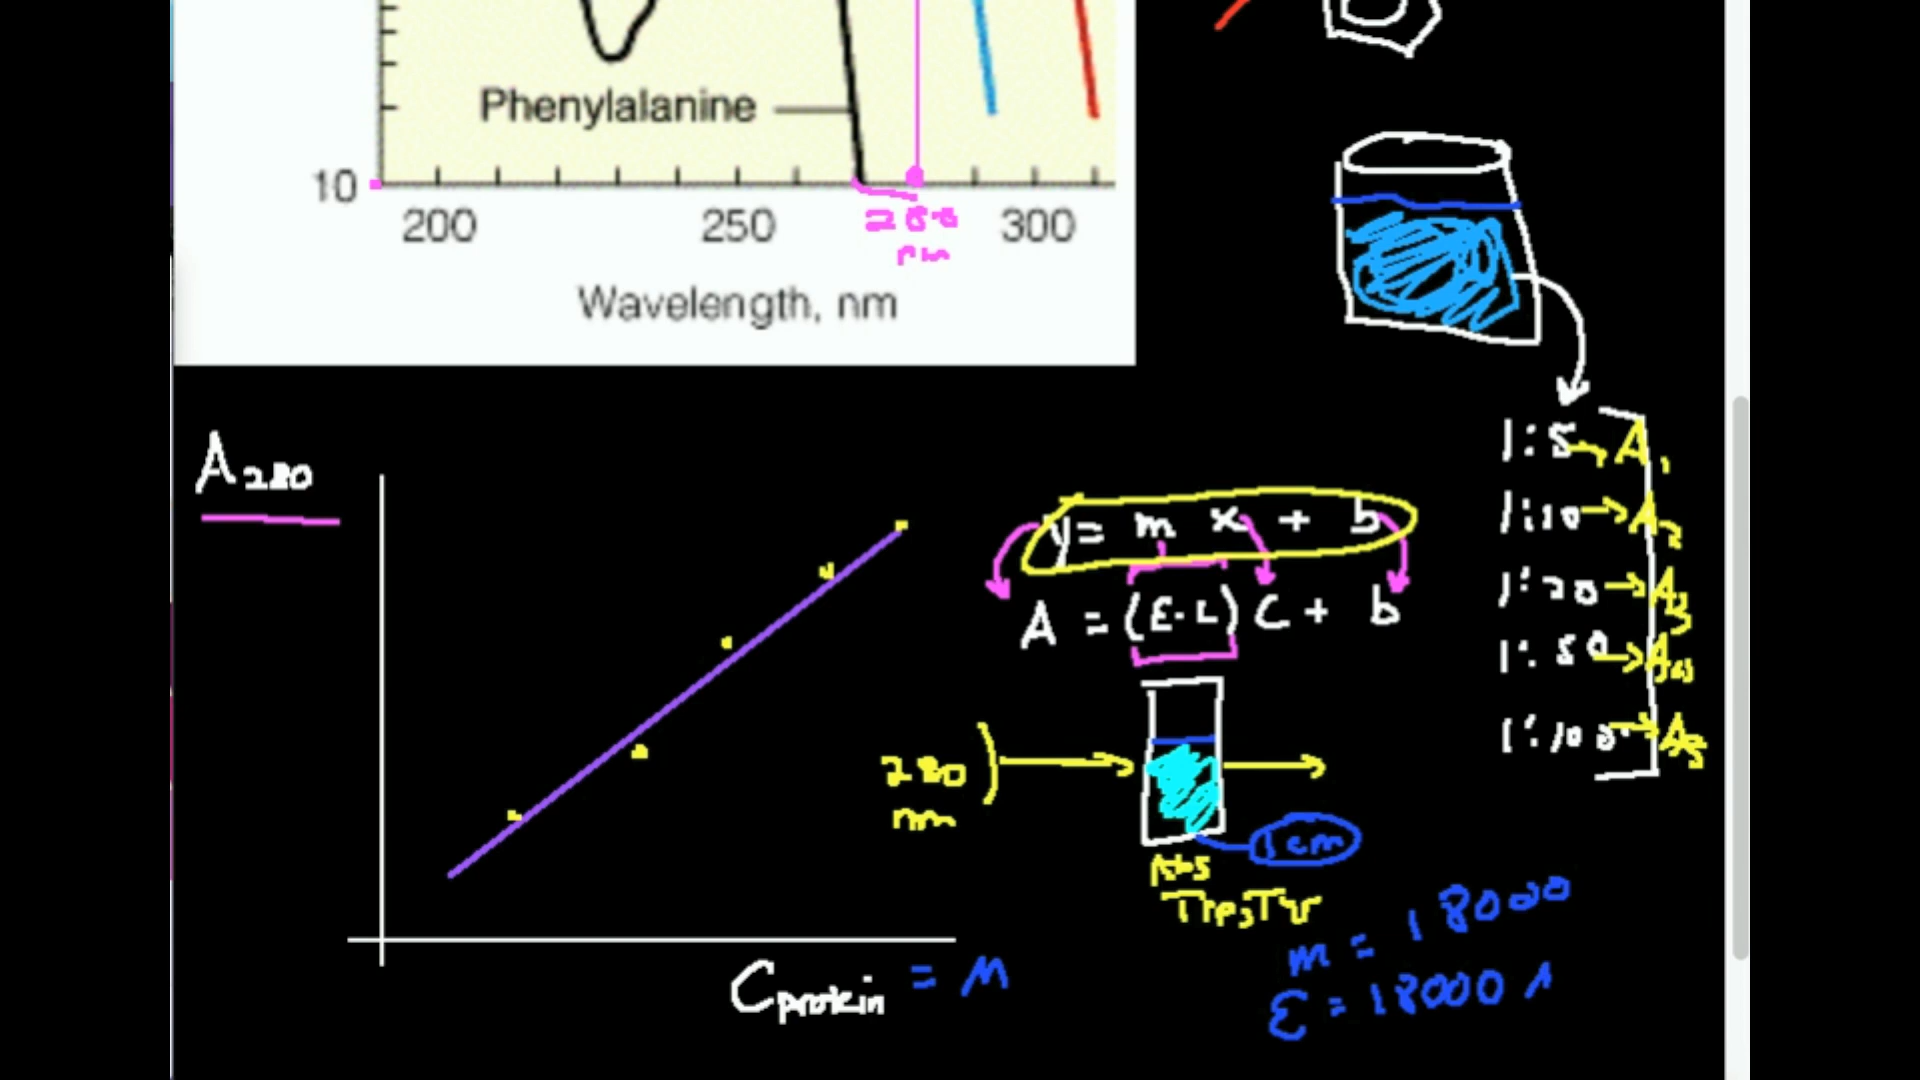 Phenylalanine
10
200 250 300
280
nm
Wavelength, nm
A280
1:5 → A1
1:10 → A2
1:20 → A3
1:50 → A4
1:100 → A5
y = m x + b
A = (ε·L) C + b
280
nm
1 cm
Abs
Trp, Tyr
m = 18000
ε = 18000
Cprotein = M